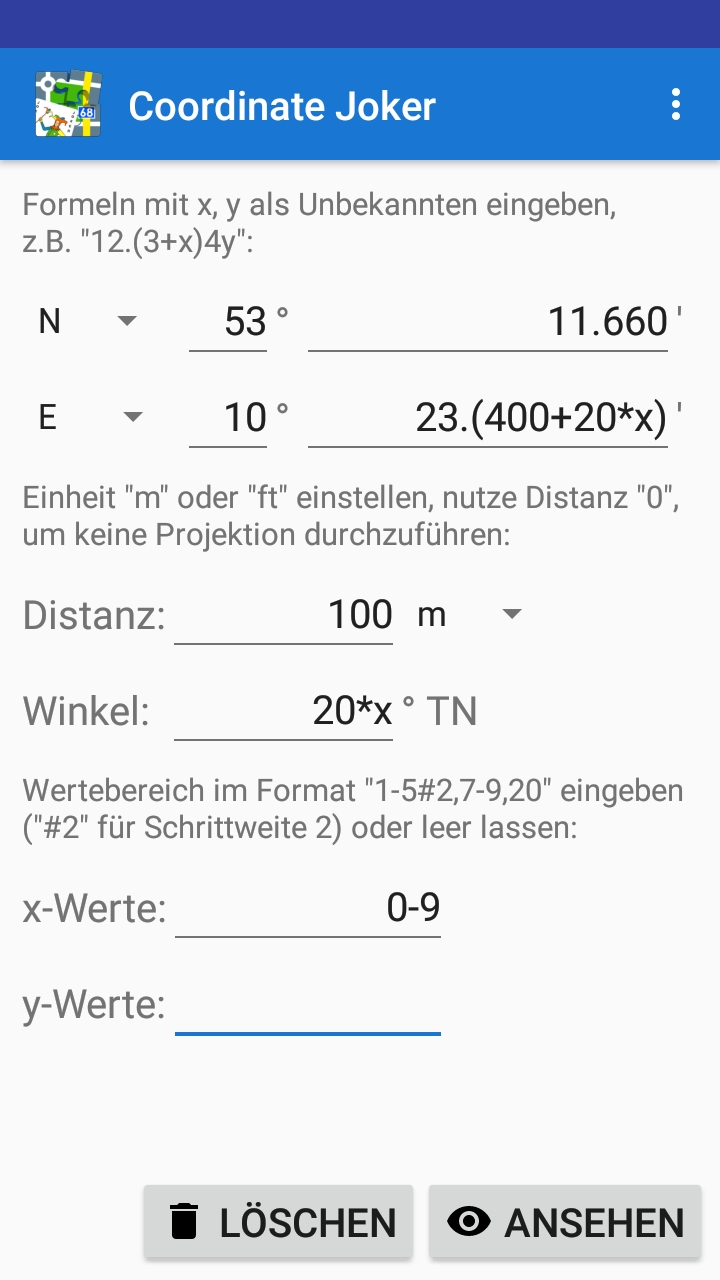 68
Coordinate Joker
Formeln mit x, y als Unbekannten eingeben,
z.B. "12.(3+x)4y":
N 53 ° 11.660 '
E 10 ° 23.(400+20*x) '
Einheit "m" oder "ft" einstellen, nutze Distanz "0",
um keine Projektion durchzuführen:
Distanz: 100 m
Winkel: 20*x ° TN
Wertebereich im Format "1-5#2,7-9,20" eingeben
("#2" für Schrittweite 2) oder leer lassen:
x-Werte: 0-9
y-Werte:
LÖSCHEN ANSEHEN